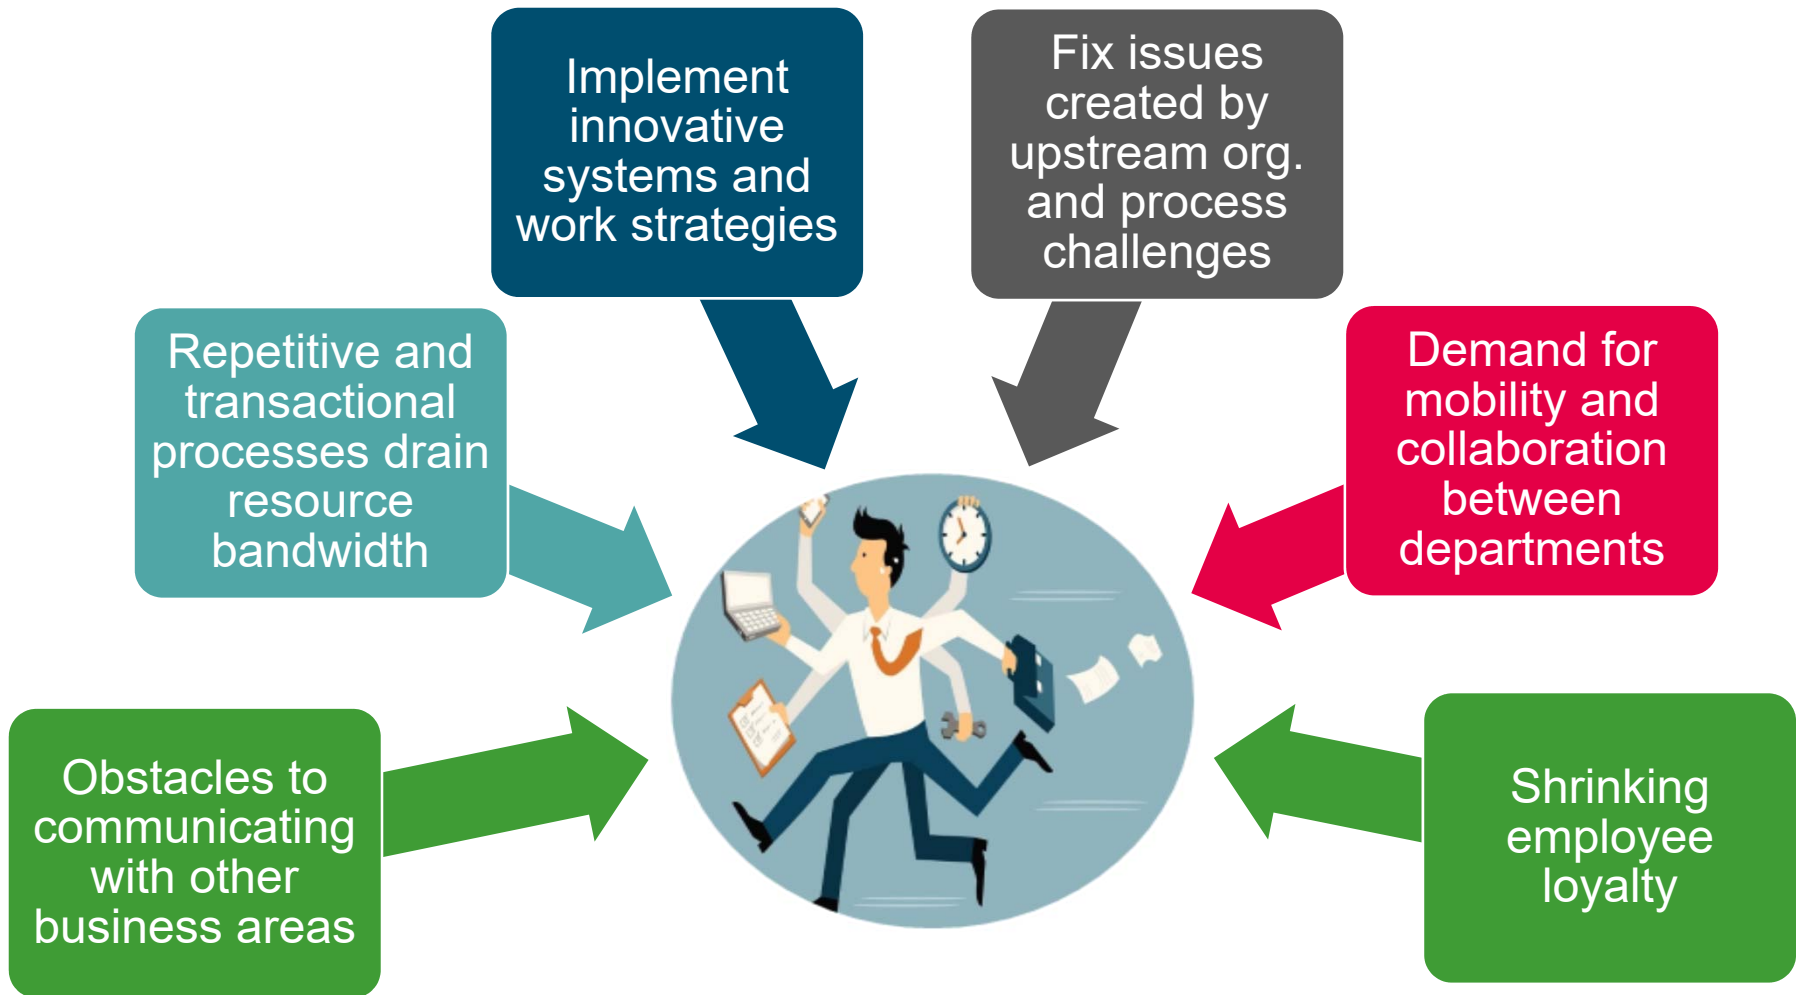 Implement
innovative
systems and
work strategies
Fix issues
created by
upstream org.
and process
challenges
Repetitive and
transactional
processes drain
resource
bandwidth
Demand for
mobility and
collaboration
between
departments
Obstacles to
communicating
with other
business areas
Shrinking
employee
loyalty